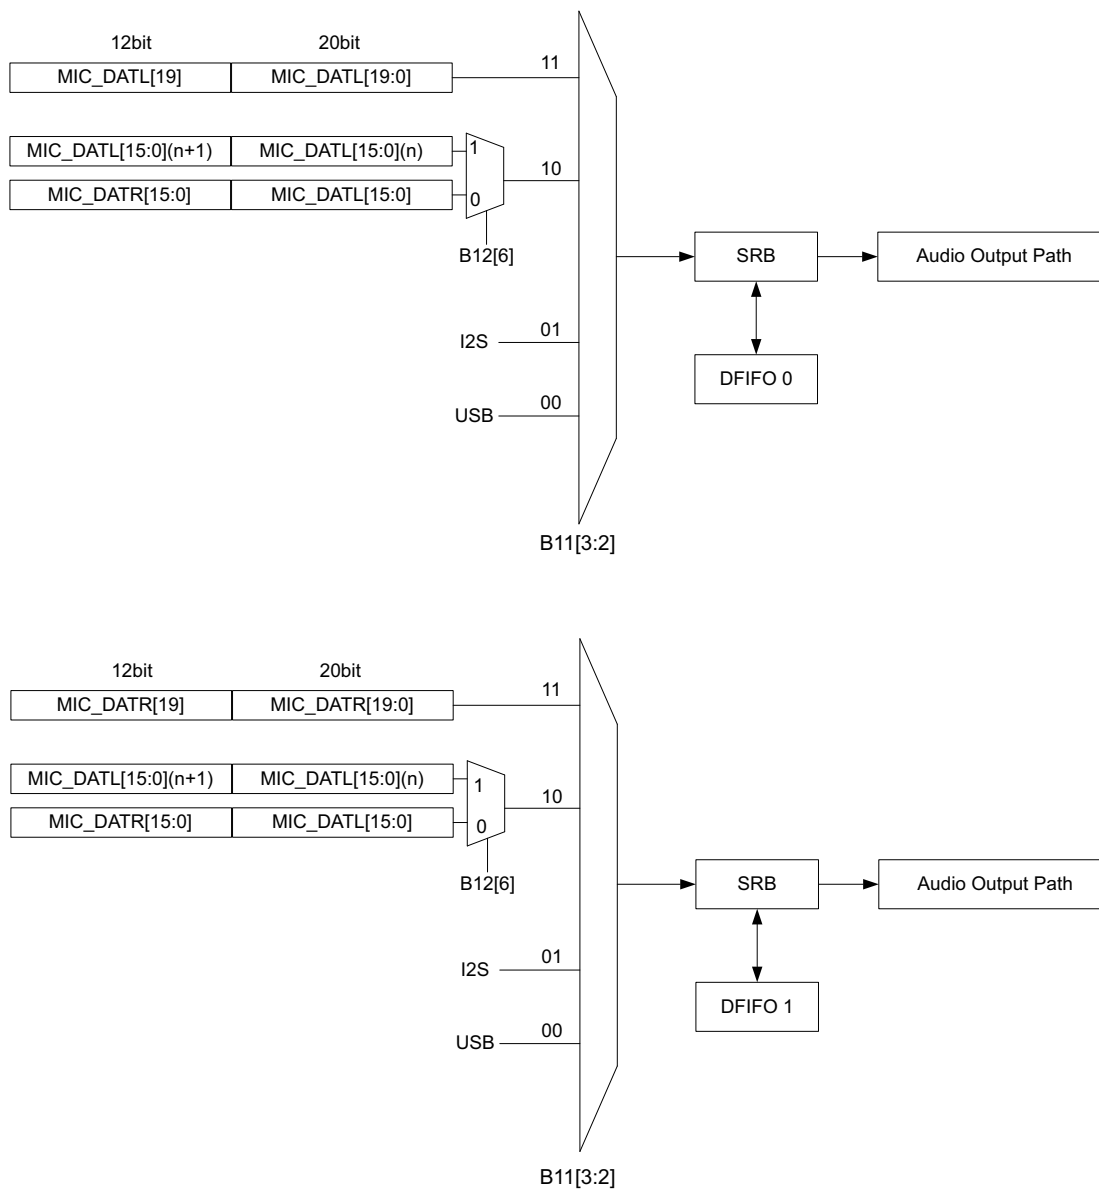 12bit 20bit
MIC_DATL[19] MIC_DATL[19:0] 11
MIC_DATL[15:0](n+1) MIC_DATL[15:0](n) 1
10
MIC_DATR[15:0] MIC_DATL[15:0] 0
B12[6]
SRB Audio Output Path
I2S 01
DFIFO 0
USB 00
B11[3:2]
12bit 20bit
MIC_DATR[19] MIC_DATR[19:0] 11
MIC_DATL[15:0](n+1) MIC_DATL[15:0](n) 1
10
MIC_DATR[15:0] MIC_DATL[15:0] 0
B12[6]
SRB Audio Output Path
I2S 01
DFIFO 1
USB 00
B11[3:2]